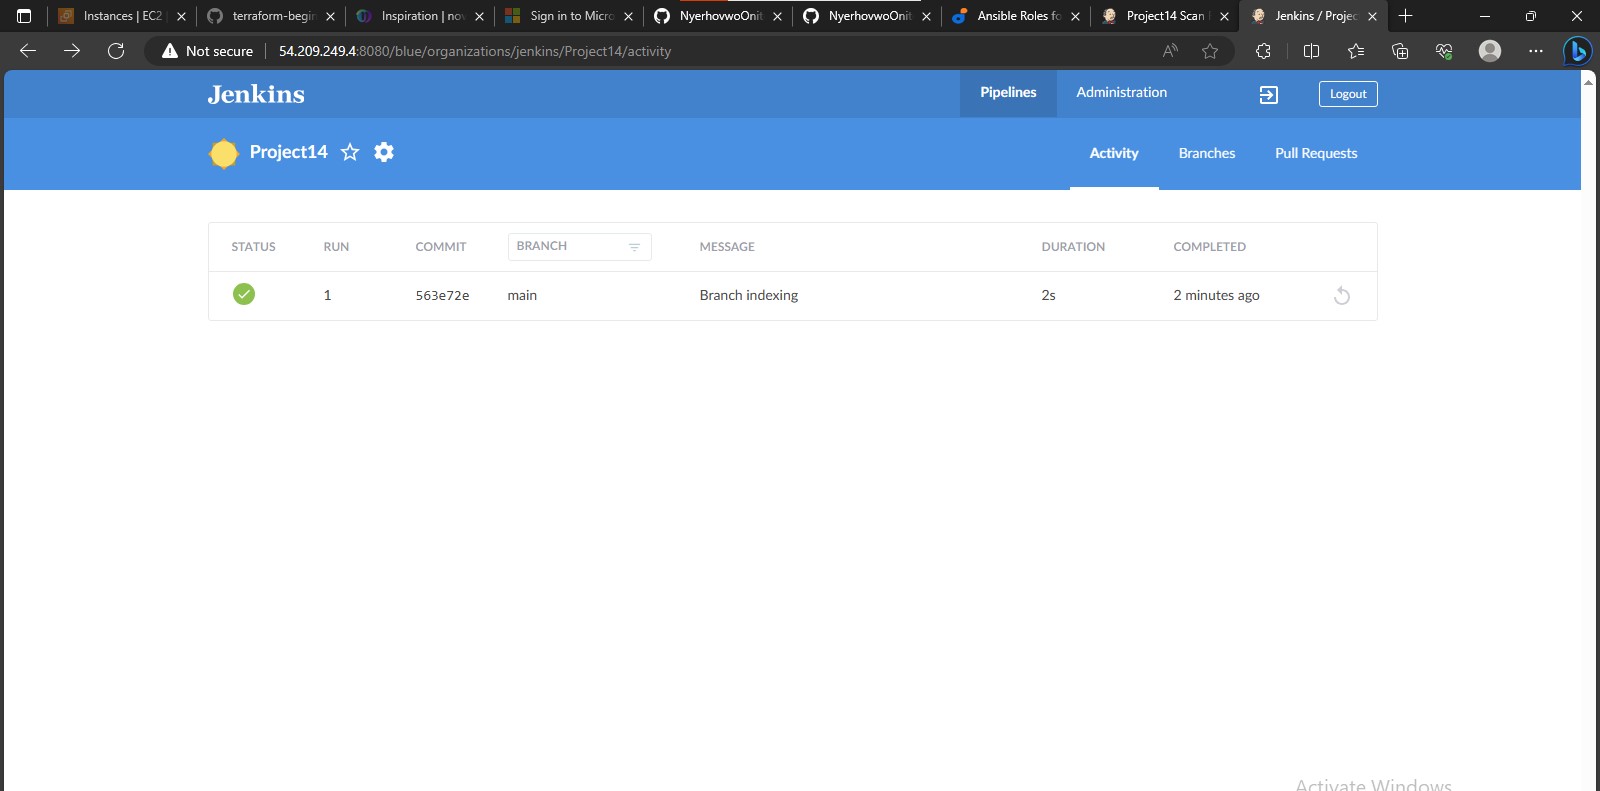 Instances | EC2
terraform-begin
Inspiration | nov
Sign in to Micro
NyerhovwoOnit
NyerhovwoOnit
Ansible Roles fo
Project14 Scan
Jenkins / Projec
Not secure
54.209.249.4:8080/blue/organizations/jenkins/Project14/activity
Jenkins
Pipelines
Administration
Logout
Project14
Activity
Branches
Pull Requests
STATUS RUN COMMIT BRANCH MESSAGE DURATION COMPLETED
1 563e72e main Branch indexing 2s 2 minutes ago
Activate Windows